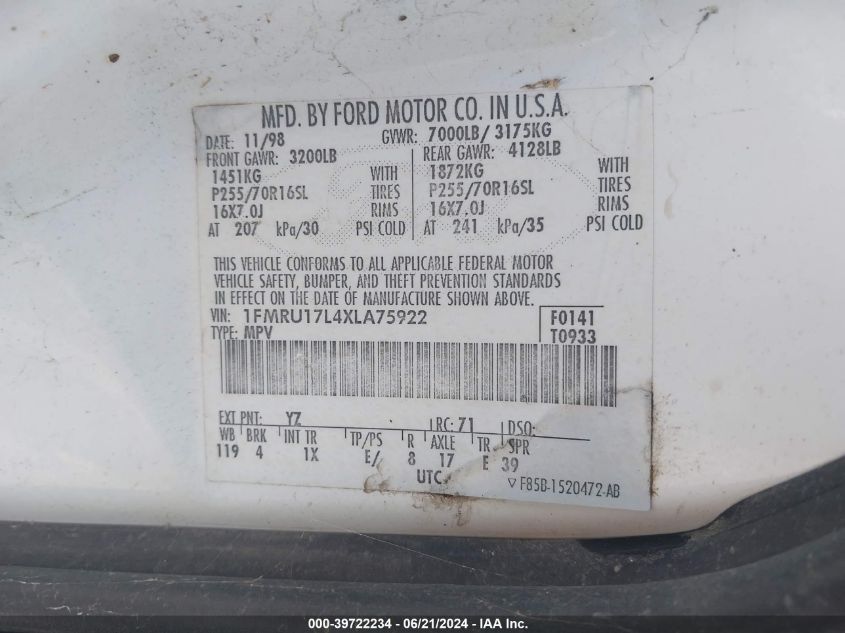 MFD. BY FORD MOTOR CO. IN U.S.A.
DATE: 11/98 GVWR: 7000LB/ 3175KG
FRONT GAWR: 3200LB REAR GAWR: 4128LB
1451KG WITH 1872KG WITH
P255/70R16SL TIRES P255/70R16SL TIRES
16X7.0J RIMS 16X7.0J RIMS
AT 207 kPa/30 PSI COLD AT 241 kPa/35 PSI COLD
THIS VEHICLE CONFORMS TO ALL APPLICABLE FEDERAL MOTOR
VEHICLE SAFETY, BUMPER, AND THEFT PREVENTION STANDARDS
IN EFFECT ON THE DATE OF MANUFACTURE SHOWN ABOVE.
VIN: 1FMRU17L4XLA75922 F0141
TYPE: MPV T0933
EXT PNT: YZ RC: 71 DSO:
WB BRK INT TR TP/PS R AXLE TR SPR
119 4 1X E/ 8 17 E 39
UTC
F85B-1520472-AB
000-39722234 - 06/21/2024 - IAA Inc.